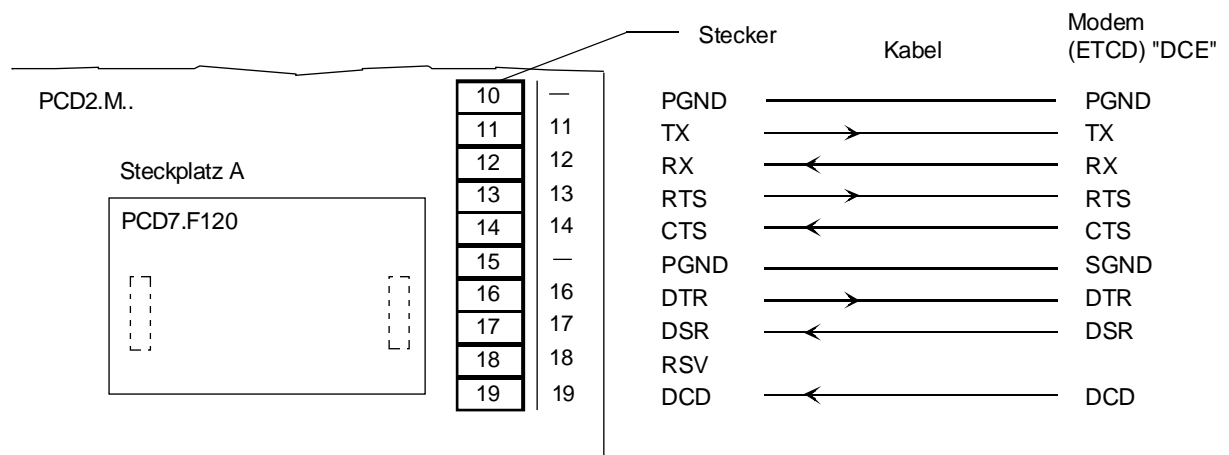 Stecker
Kabel
Modem
(ETCD) "DCE"
PCD2.M..
Steckplatz A
PCD7.F120
10 — PGND PGND
11 11 TX TX
12 12 RX RX
13 13 RTS RTS
14 14 CTS CTS
15 — PGND SGND
16 16 DTR DTR
17 17 DSR DSR
18 18 RSV
19 19 DCD DCD